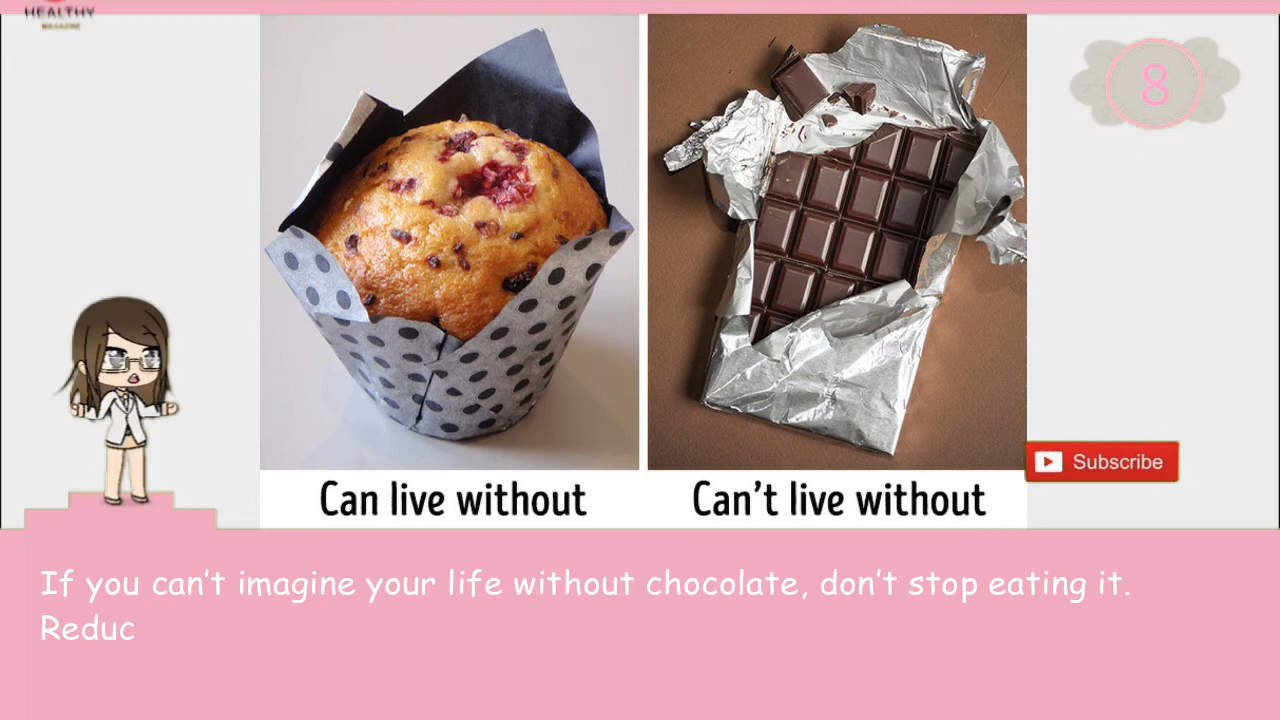 HEALTHY
MAGAZINE
8
Can live without
Can't live without
Subscribe
If you can't imagine your life without chocolate, don't stop eating it.
Reduc